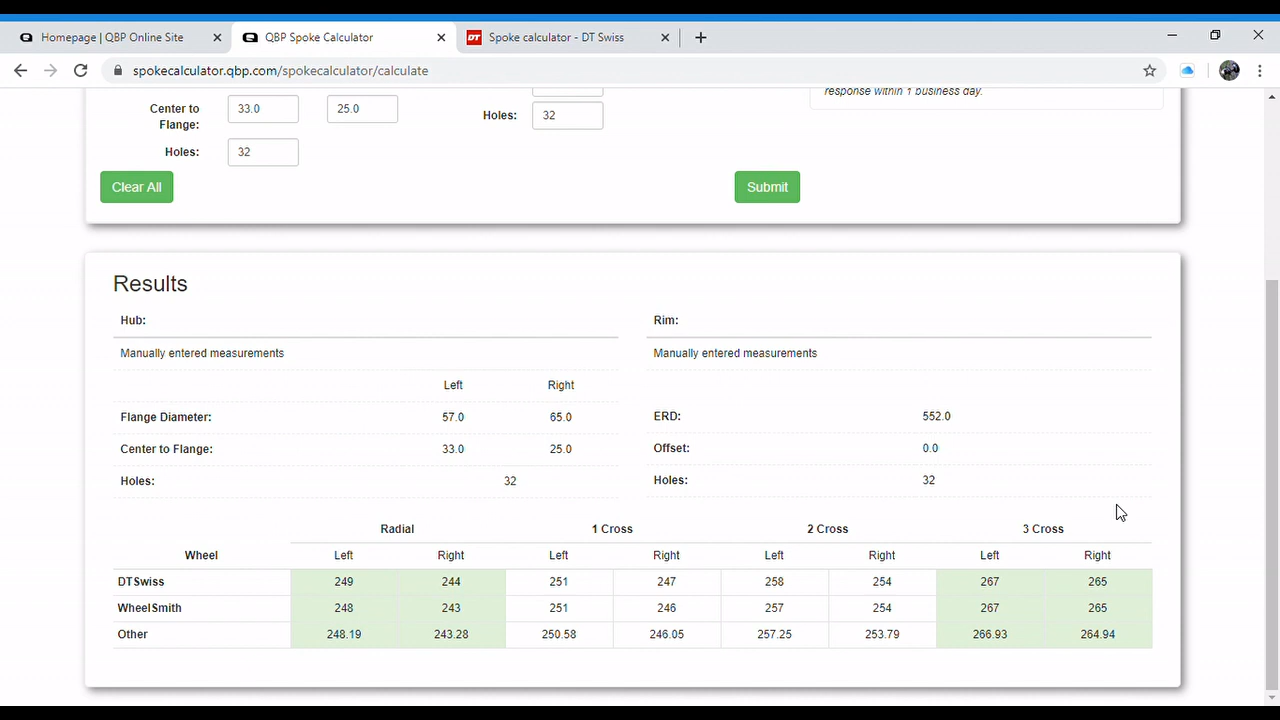 Homepage | QBP Online Site
QBP Spoke Calculator
DT Spoke calculator - DT Swiss
spokecalculator.qbp.com/spokecalculator/calculate
response within 1 business day.
Center to Flange: 33.0 25.0
Holes: 32
Holes: 32
Clear All
Submit
Results
Hub:
Rim:
Manually entered measurements
Manually entered measurements
Left Right
Flange Diameter: 57.0 65.0
ERD: 552.0
Center to Flange: 33.0 25.0
Offset: 0.0
Holes: 32
Holes: 32
Radial 1 Cross 2 Cross 3 Cross
Wheel Left Right Left Right Left Right Left Right
DTSwiss 249 244 251 247 258 254 267 265
WheelSmith 248 243 251 246 257 254 267 265
Other 248.19 243.28 250.58 246.05 257.25 253.79 266.93 264.94